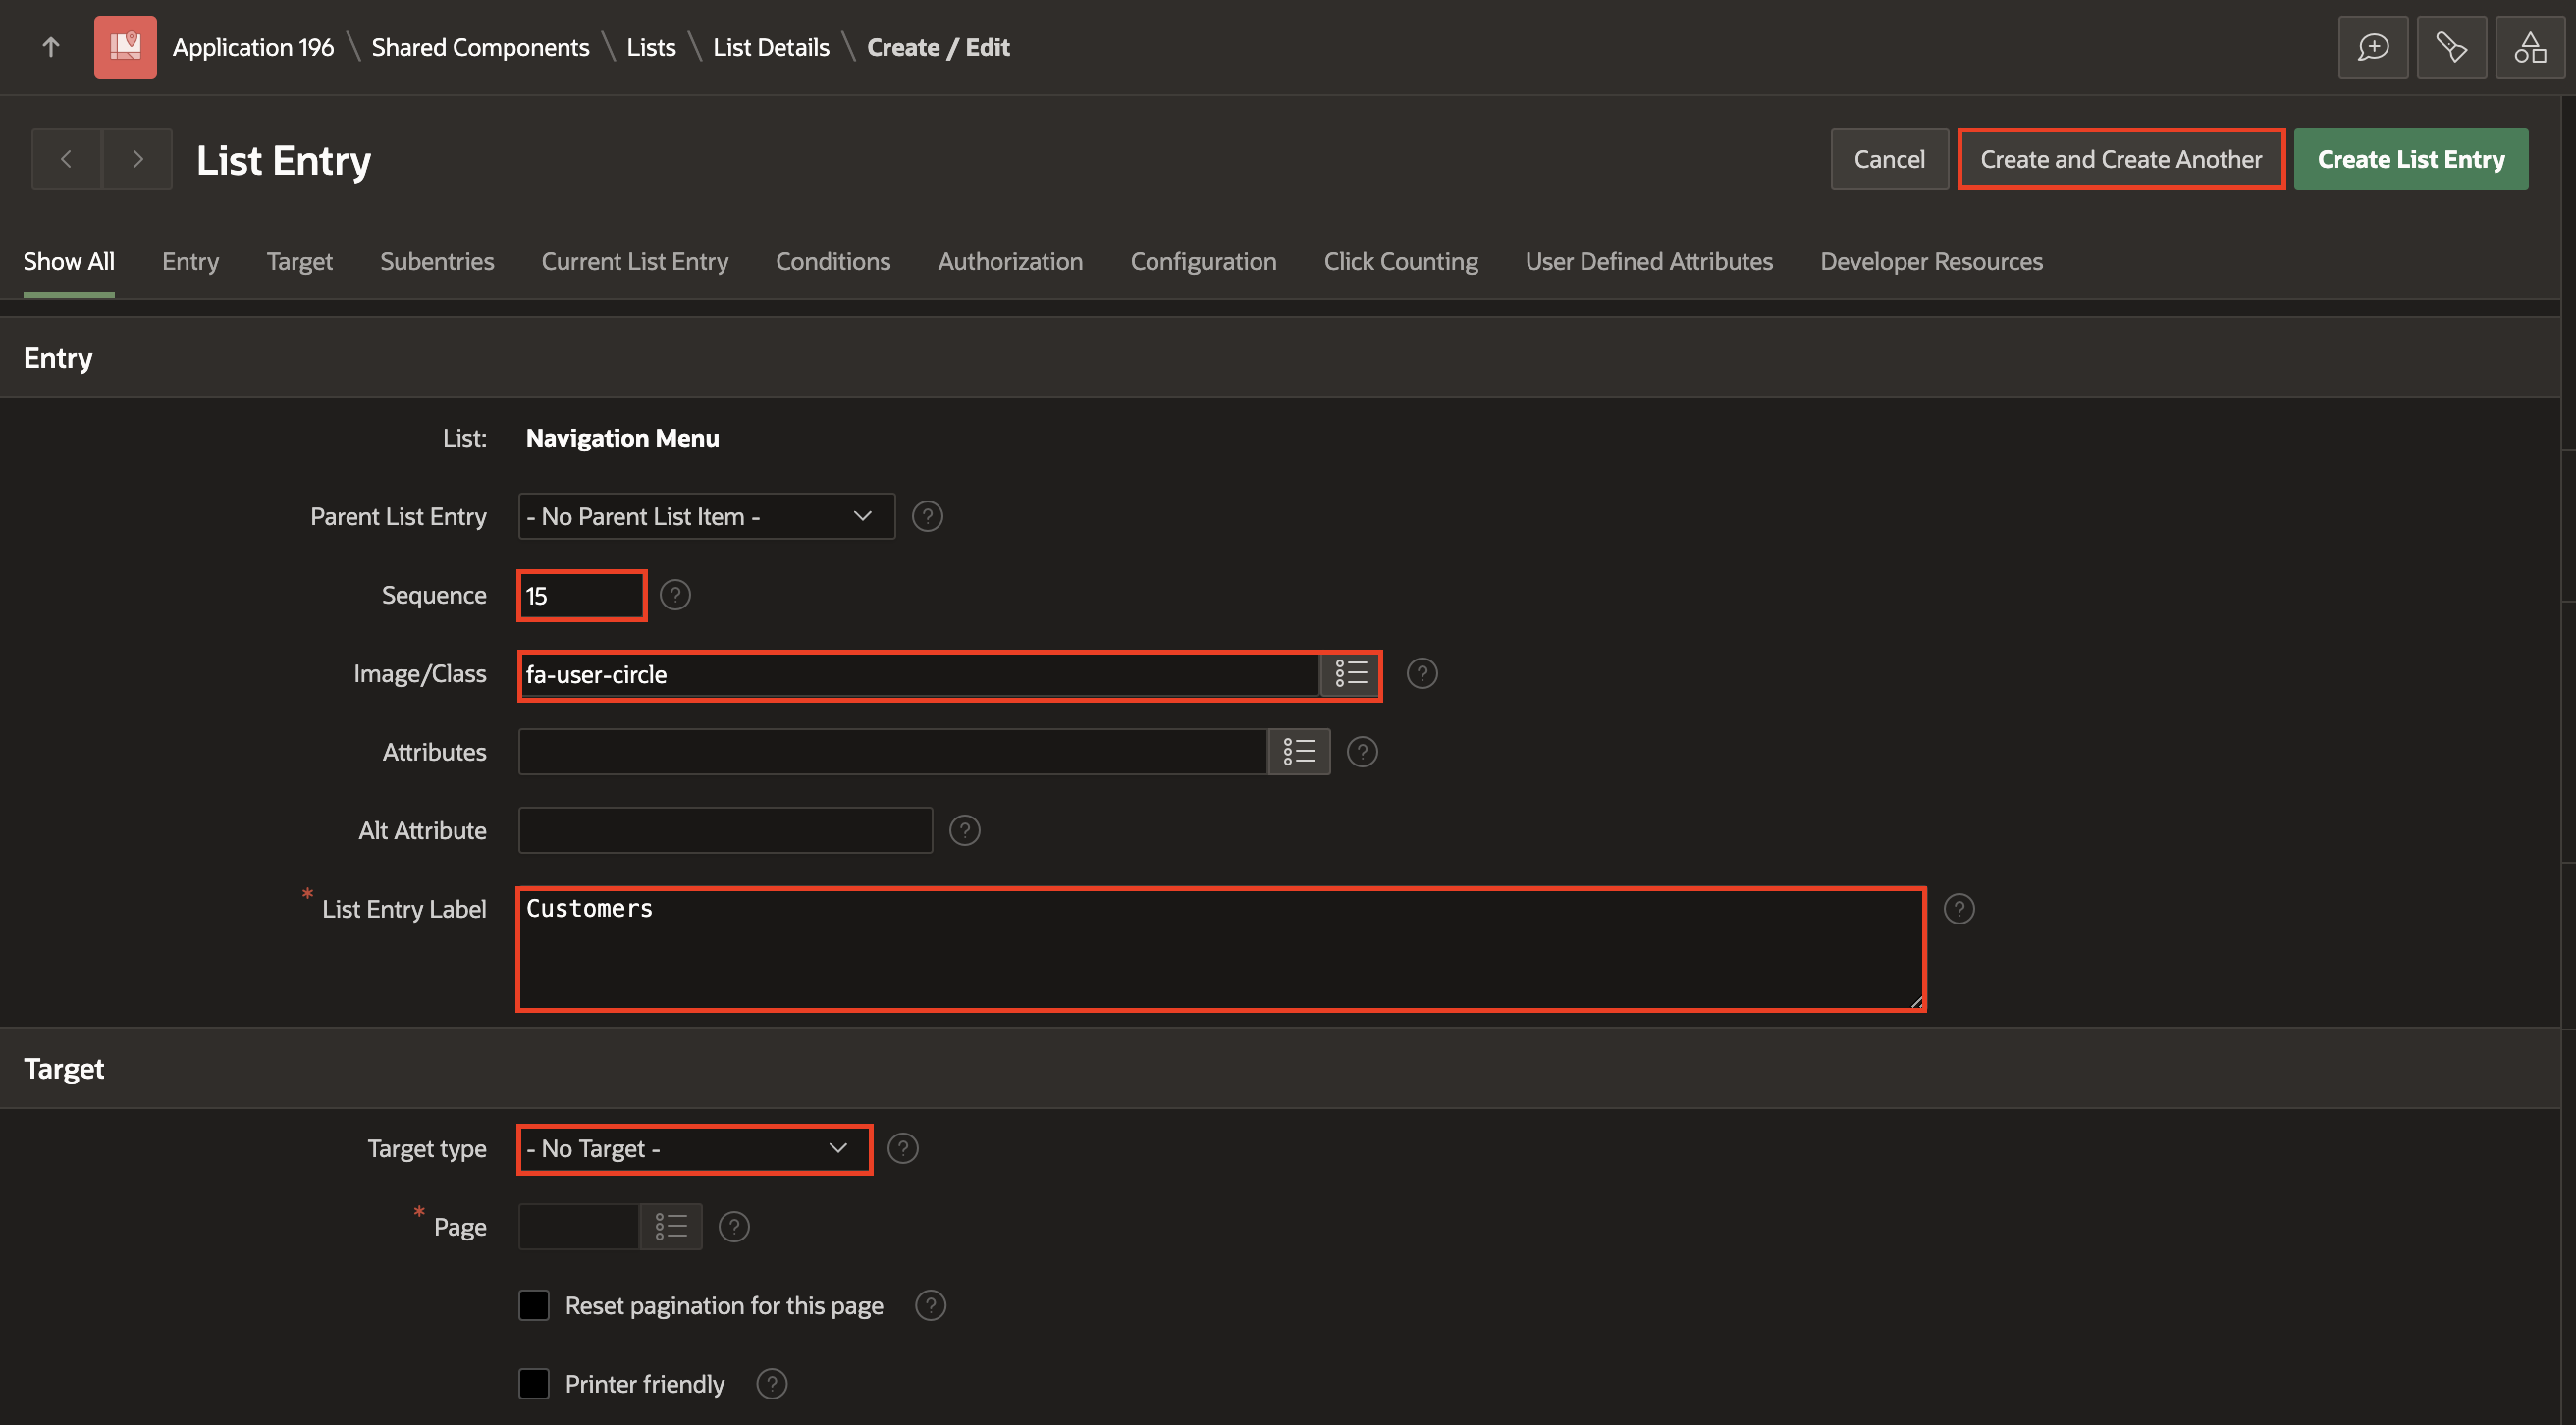 Application 196 \ Shared Components \ Lists \ List Details \ Create / Edit
List Entry
Cancel
Create and Create Another
Create List Entry
Show All
Entry
Target
Subentries
Current List Entry
Conditions
Authorization
Configuration
Click Counting
User Defined Attributes
Developer Resources
Entry
List: Navigation Menu
Parent List Entry - No Parent List Item - ?
Sequence 15 ?
Image/Class fa-user-circle ?
Attributes ?
Alt Attribute ?
* List Entry Label Customers ?
Target
Target type - No Target - ?
* Page ?
Reset pagination for this page ?
Printer friendly ?